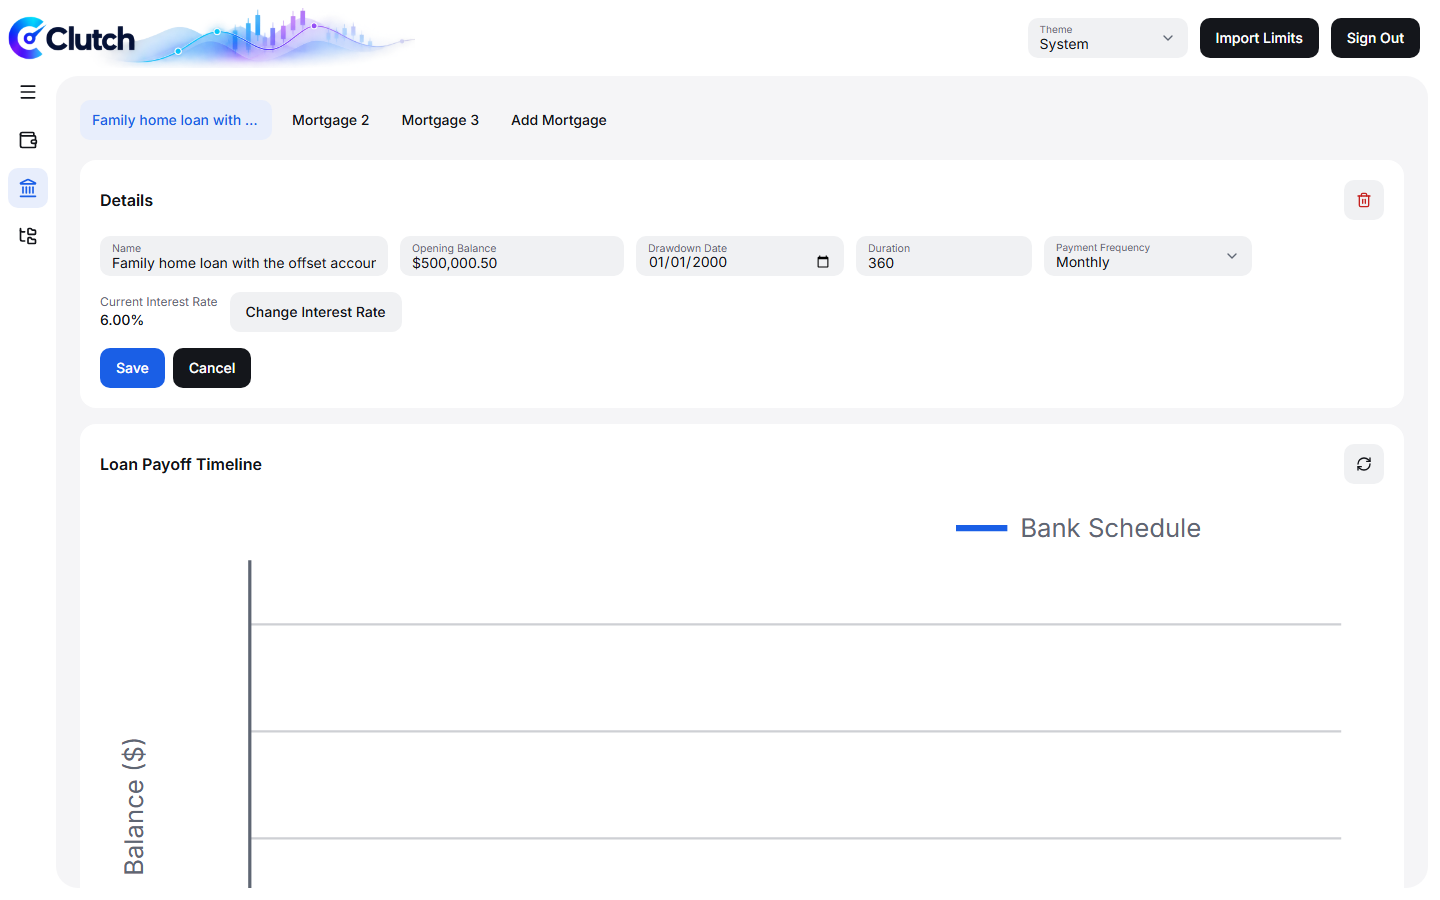 Clutch
Theme
System
Import Limits
Sign Out
Family home loan with ...
Mortgage 2
Mortgage 3
Add Mortgage
Details
Name
Family home loan with the offset accour
Opening Balance
$500,000.50
Drawdown Date
01/01/2000
Duration
360
Payment Frequency
Monthly
Current Interest Rate
6.00%
Change Interest Rate
Save
Cancel
Loan Payoff Timeline
Bank Schedule
Balance ($)